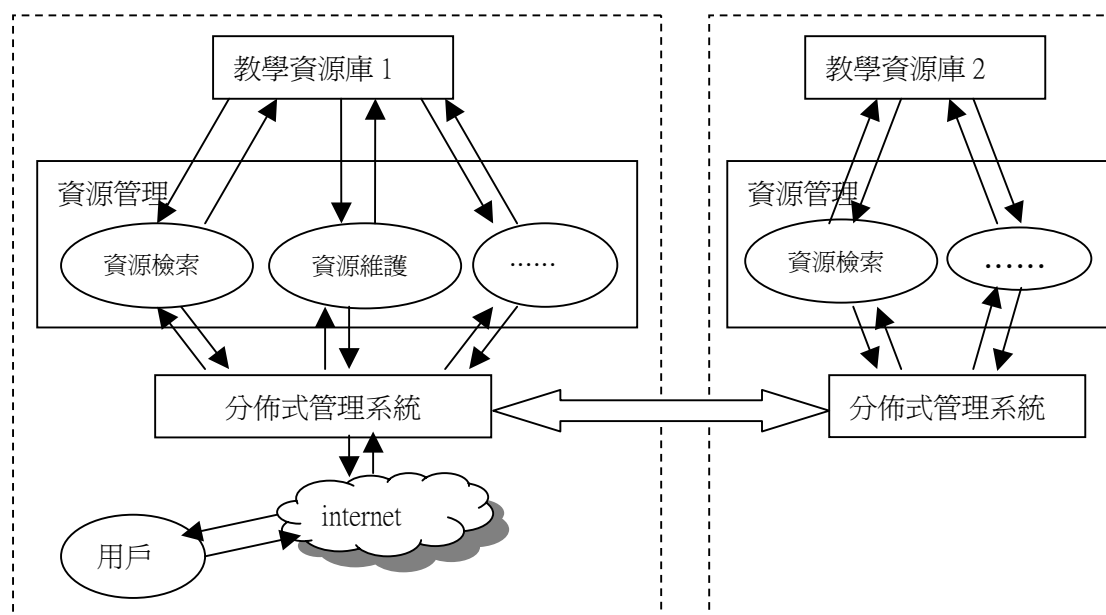 教學資源庫 1
資源管理
資源檢索
資源維護
......
分佈式管理系統
internet
用戶
教學資源庫 2
資源管理
資源檢索
......
分佈式管理系統